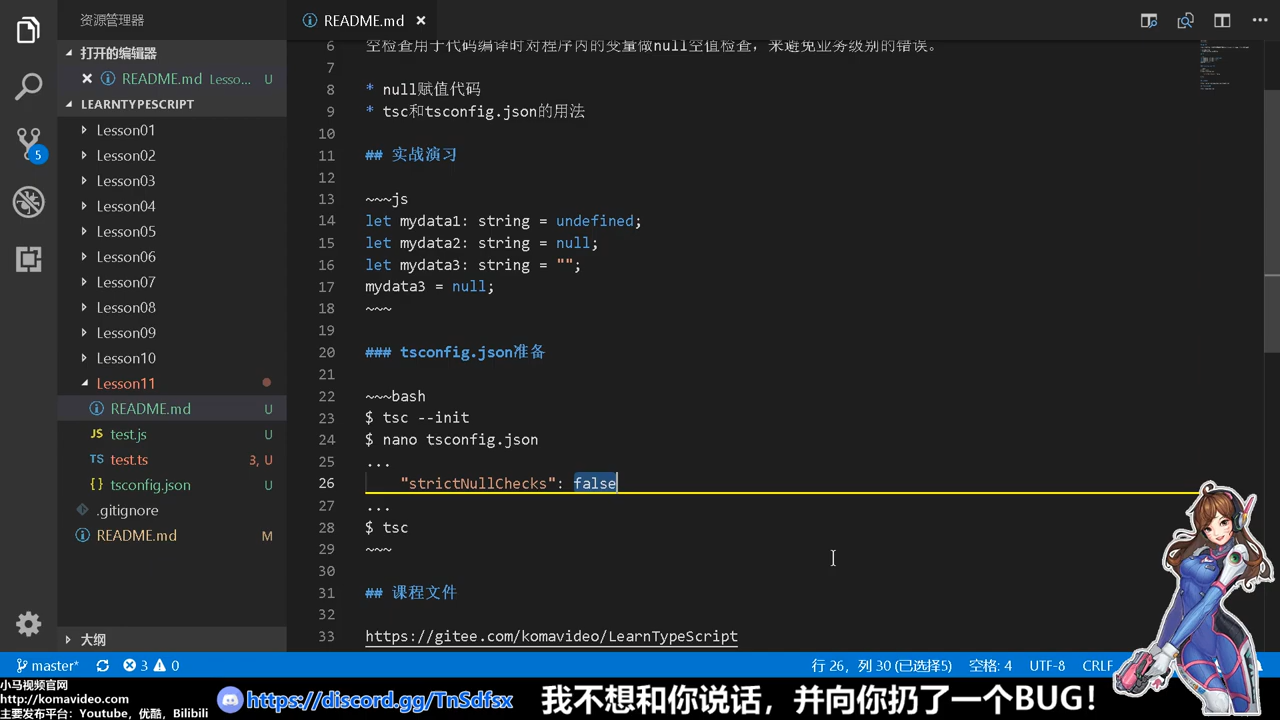 资源管理器
打开的编辑器
README.md Lesso... U
LEARNTYPESCRIPT
Lesson01
Lesson02
Lesson03
Lesson04
Lesson05
Lesson06
Lesson07
Lesson08
Lesson09
Lesson10
Lesson11
README.md U
JS test.js U
TS test.ts 3, U
{} tsconfig.json U
.gitignore
README.md M
大纲
5
README.md ×
6 空检查用于代码编译时对程序内的变量做null空值检查，来避免业务级别的错误。
7
8 * null赋值代码
9 * tsc和tsconfig.json的用法
10
11 ## 实战演习
12
13 ~~~js
14 let mydata1: string = undefined;
15 let mydata2: string = null;
16 let mydata3: string = "";
17 mydata3 = null;
18 ~~~
19
20 ### tsconfig.json准备
21
22 ~~~bash
23 $ tsc --init
24 $ nano tsconfig.json
25 ...
26 "strictNullChecks": false
27 ...
28 $ tsc
29 ~~~
30
31 ## 课程文件
32
33 https://gitee.com/komavideo/LearnTypeScript
master* 3 0 行 26，列 30 (已选择5) 空格: 4 UTF-8 CRLF
小马视频官网
http://komavideo.com
主要发布平台：Youtube，优酷，Bilibili
https://discord.gg/TnSdfsx
我不想和你说话，并向你扔了一个BUG！